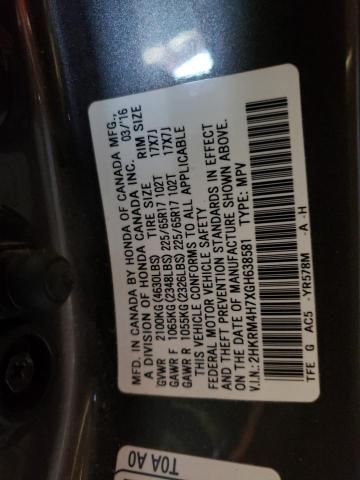 MFD. IN CANADA BY HONDA OF CANADA MFG.,
A DIVISION OF HONDA CANADA INC. 03/'16
TIRE SIZE RIM SIZE
GVWR 2100KG(4630LBS)
GAWR F 1065KG(2348LBS) 225/65R17 102T 17X7J
GAWR R 1055KG(2326LBS) 225/65R17 102T 17X7J
THIS VEHICLE CONFORMS TO ALL APPLICABLE
FEDERAL MOTOR VEHICLE SAFETY
AND THEFT PREVENTION STANDARDS IN EFFECT
ON THE DATE OF MANUFACTURE SHOWN ABOVE.
V.I.N.: 2HKRM4H7XGH638581 TYPE: MPV
TFE G AC5 -YR578M -A -H
T0A A0